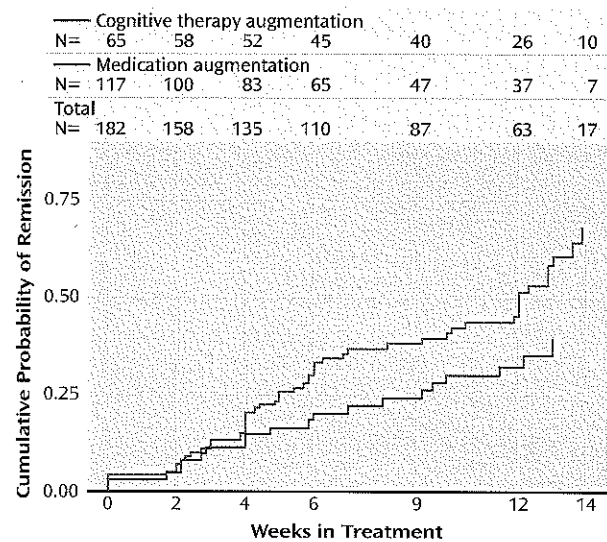 Cognitive therapy augmentation
N= 65 58 52 45 40 26 10
Medication augmentation
N= 117 100 83 65 47 37 7
Total
N= 182 158 135 110 87 63 17
Cumulative Probability of Remission
0.75
0.50
0.25
0.00
0 2 4 6 9 12 14
Weeks in Treatment